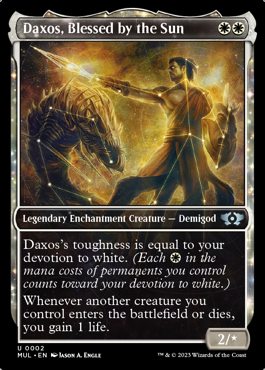 Daxos, Blessed by the Sun
Legendary Enchantment Creature — Demigod
Daxos's toughness is equal to your
devotion to white. (Each in the
mana costs of permanents you control
counts toward your devotion to white.)
Whenever another creature you
control enters the battlefield or dies,
you gain 1 life.
2/*
U 0002
MUL • EN Jason A. Engle
™ & © 2023 Wizards of the Coast